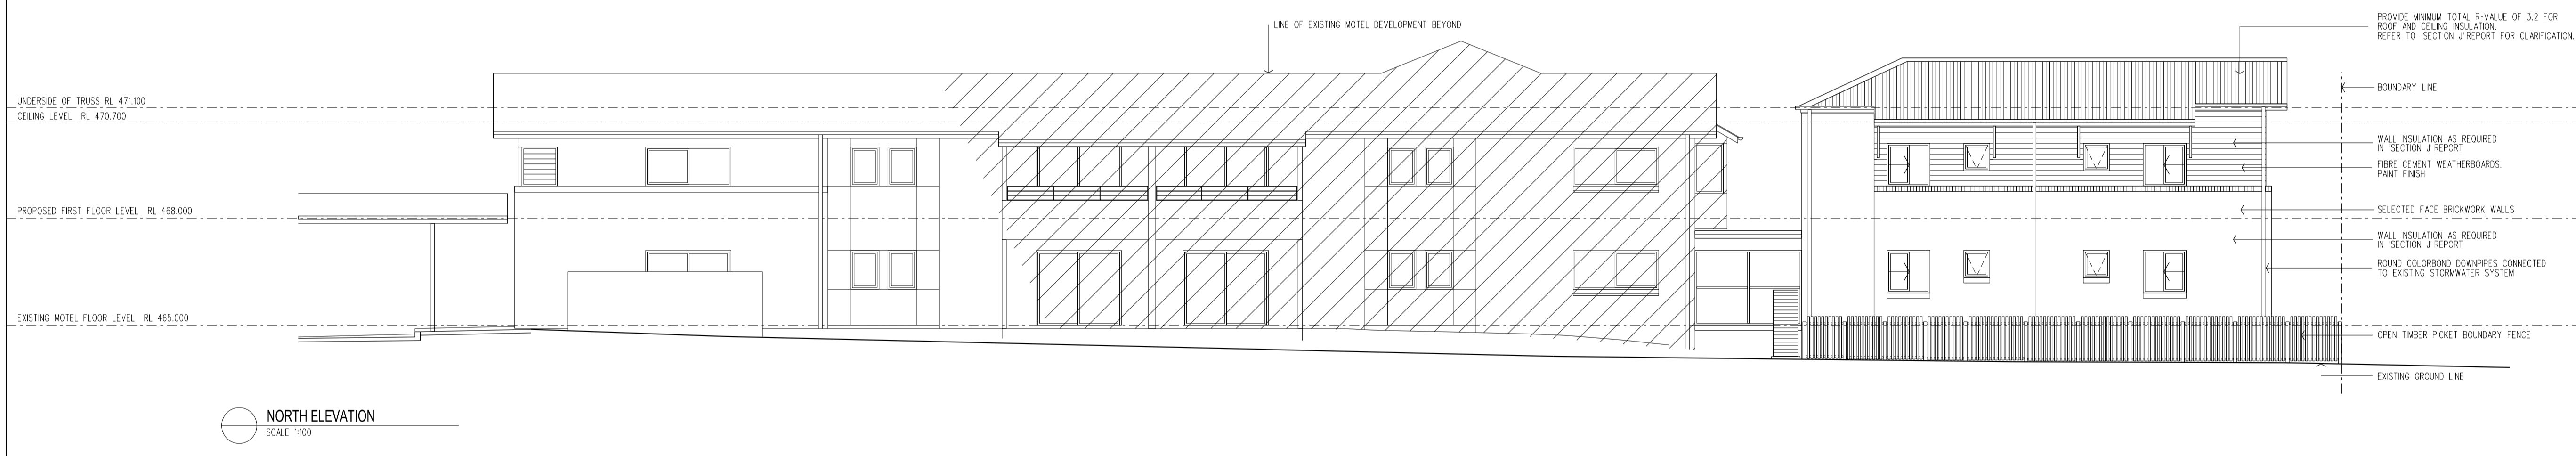 LINE OF EXISTING MOTEL DEVELOPMENT BEYOND
PROVIDE MINIMUM TOTAL R-VALUE OF 3.2 FOR
ROOF AND CEILING INSULATION.
REFER TO 'SECTION J' REPORT FOR CLARIFICATION.
BOUNDARY LINE
UNDERSIDE OF TRUSS RL 471.100
CEILING LEVEL RL 470.700
WALL INSULATION AS REQUIRED
IN 'SECTION J' REPORT
FIBRE CEMENT WEATHERBOARDS.
PAINT FINISH
PROPOSED FIRST FLOOR LEVEL RL 468.000
SELECTED FACE BRICKWORK WALLS
WALL INSULATION AS REQUIRED
IN 'SECTION J' REPORT
ROUND COLORBOND DOWNPIPES CONNECTED
TO EXISTING STORMWATER SYSTEM
EXISTING MOTEL FLOOR LEVEL RL 465.000
OPEN TIMBER PICKET BOUNDARY FENCE
EXISTING GROUND LINE
NORTH ELEVATION
SCALE 1:100